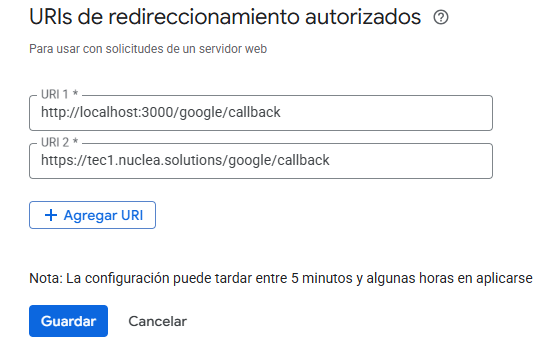 URIs de redireccionamiento autorizados
Para usar con solicitudes de un servidor web
URI 1 *
http://localhost:3000/google/callback
URI 2 *
https://tec1.nuclea.solutions/google/callback
+ Agregar URI
Nota: La configuración puede tardar entre 5 minutos y algunas horas en aplicarse
Guardar Cancelar